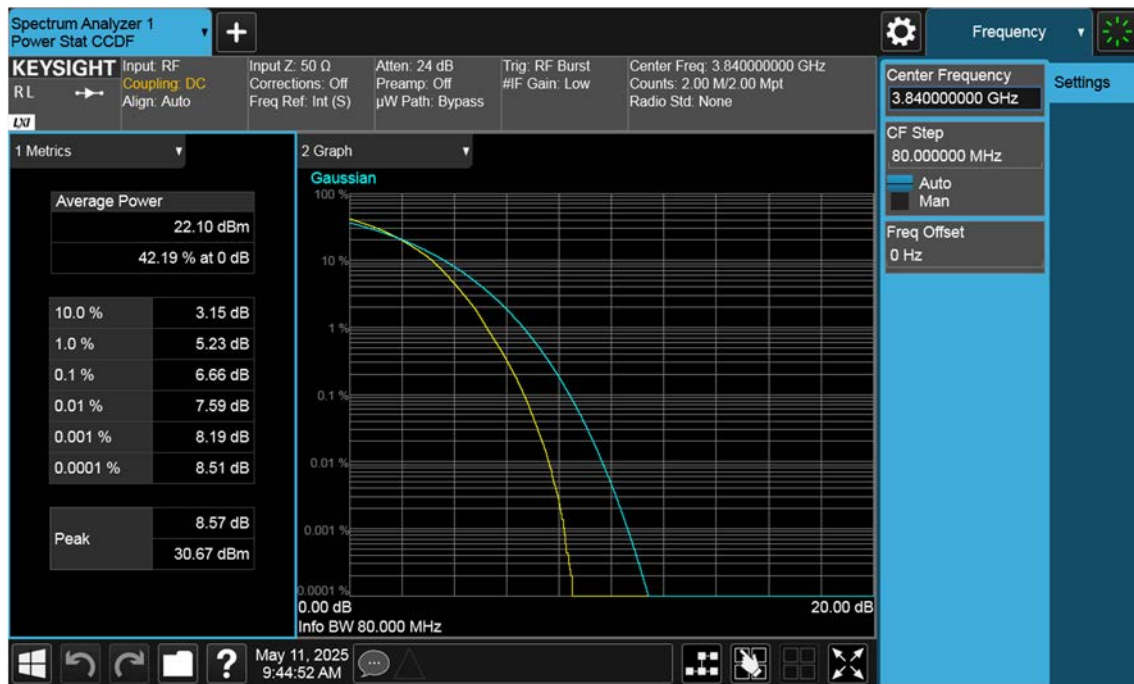 Spectrum Analyzer 1
Power Stat CCDF
Frequency
KEYSIGHT
RL
LXI
Input: RF
Coupling: DC
Align: Auto
Input Z: 50 Ω
Corrections: Off
Freq Ref: Int (S)
Atten: 24 dB
Preamp: Off
µW Path: Bypass
Trig: RF Burst
#IF Gain: Low
Center Freq: 3.840000000 GHz
Counts: 2.00 M/2.00 Mpt
Radio Std: None
Center Frequency
3.840000000 GHz
Settings
CF Step
80.000000 MHz
Auto
Man
Freq Offset
0 Hz
1 Metrics
Average Power
22.10 dBm
42.19 % at 0 dB
10.0 % 3.15 dB
1.0 % 5.23 dB
0.1 % 6.66 dB
0.01 % 7.59 dB
0.001 % 8.19 dB
0.0001 % 8.51 dB
Peak
8.57 dB
30.67 dBm
2 Graph
Gaussian
100 %
10 %
1 %
0.1 %
0.01 %
0.001 %
0.0001 %
0.00 dB 20.00 dB
Info BW 80.000 MHz
?
May 11, 2025
9:44:52 AM